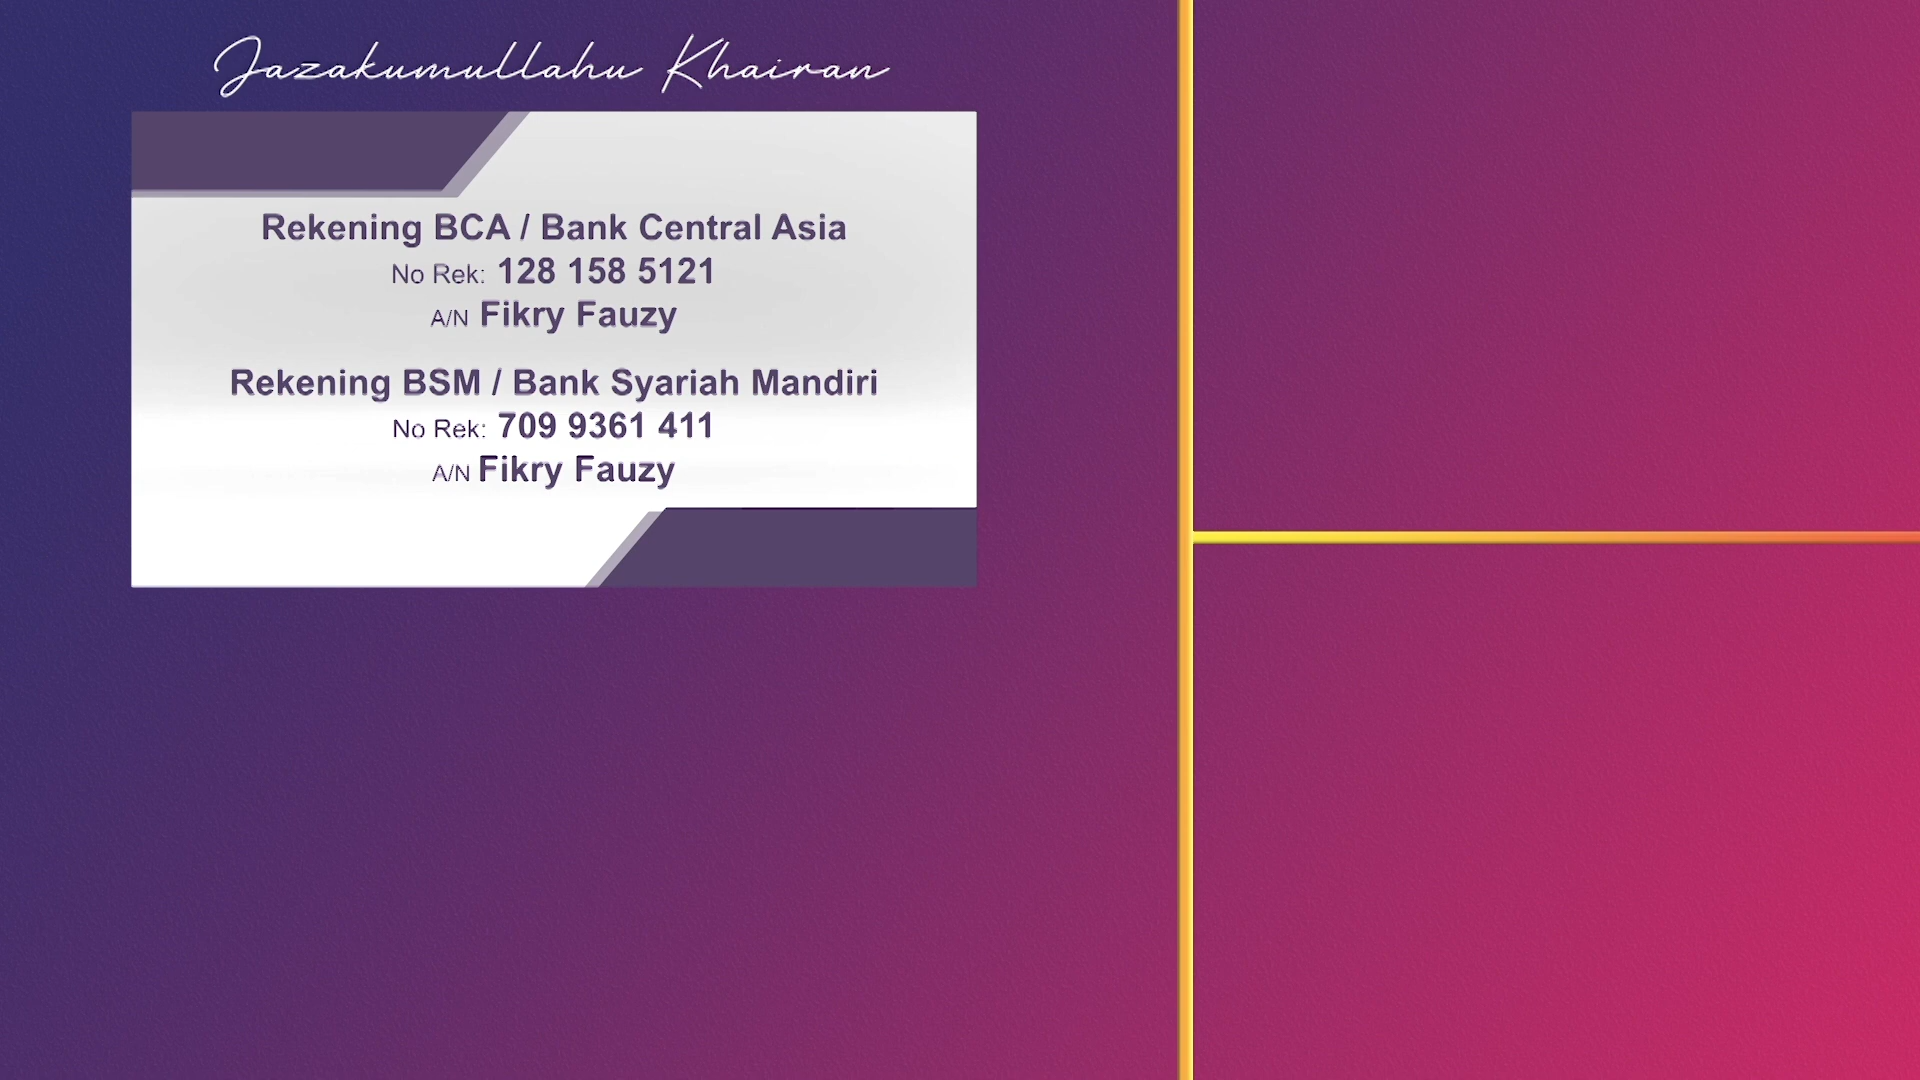 Jazakumullahu Khairan
Rekening BCA / Bank Central Asia
No Rek: 128 158 5121
A/N Fikry Fauzy
Rekening BSM / Bank Syariah Mandiri
No Rek: 709 9361 411
A/N Fikry Fauzy